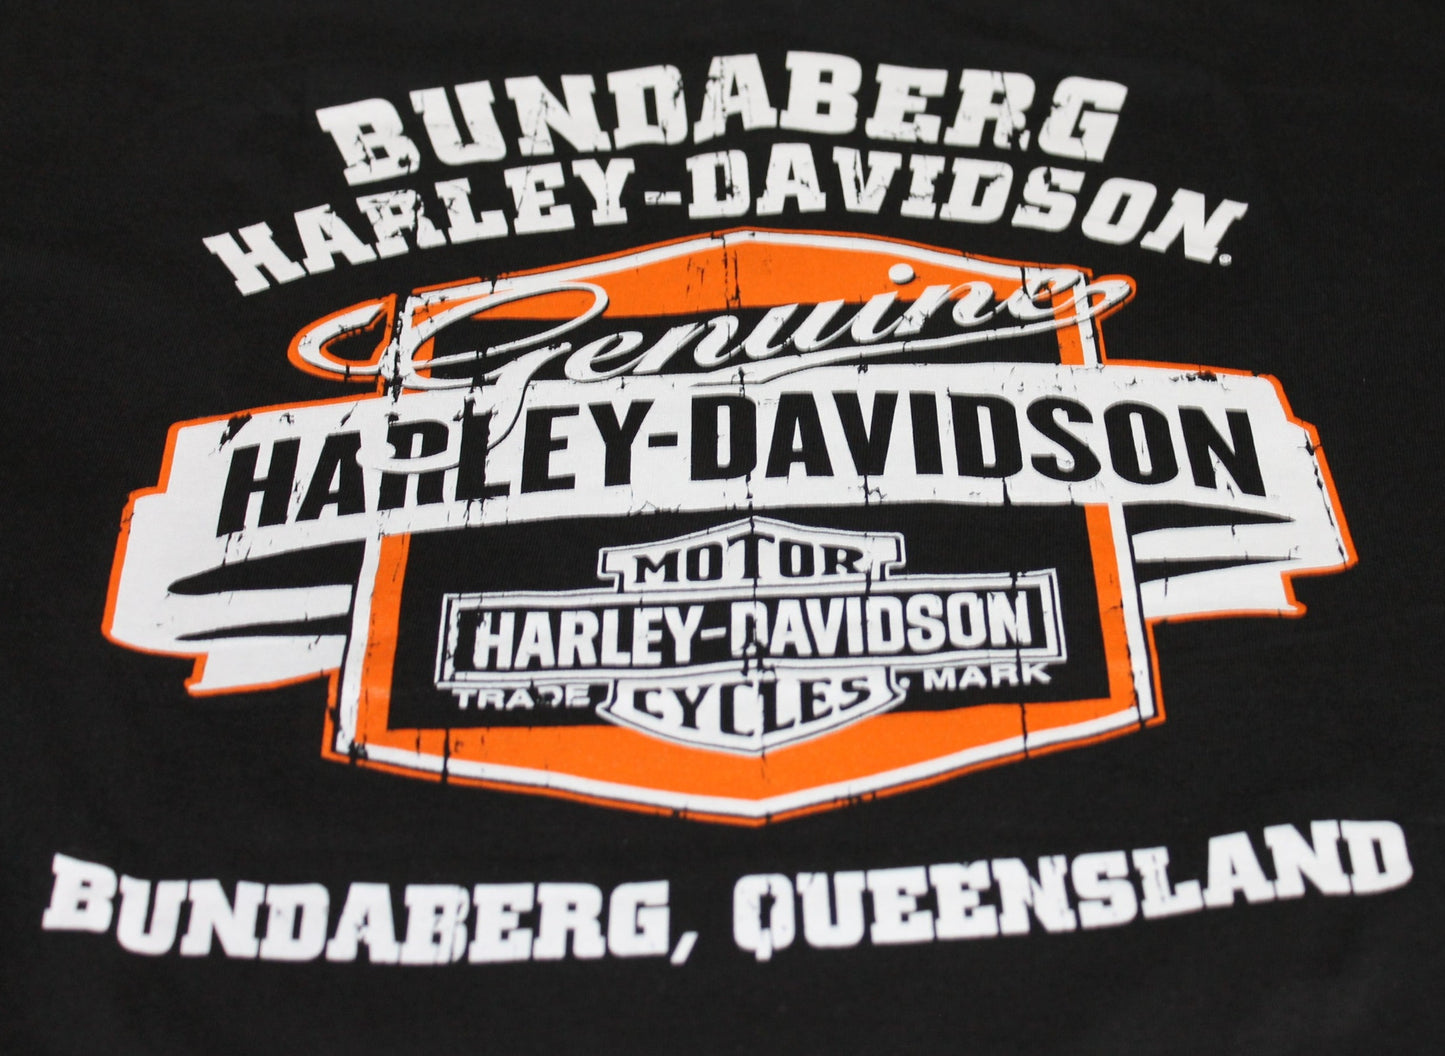 BUNDABERG
HARLEY-DAVIDSON®
Genuine
HARLEY-DAVIDSON
MOTOR
HARLEY-DAVIDSON
TRADE MARK
CYCLES
BUNDABERG, QUEENSLAND